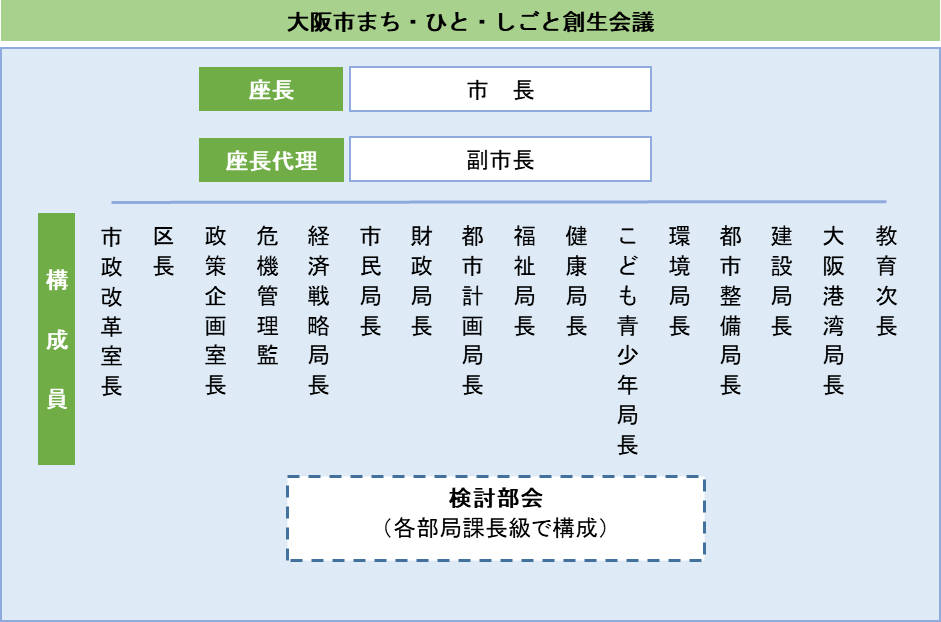 大阪市まち・ひと・しごと創生会議
座長
市　長
座長代理
副市長
構成員
市政改革室長
区長
政策企画室長
危機管理監
経済戦略局長
市民局長
財政局長
都市計画局長
福祉局長
健康局長
こども青少年局長
環境局長
都市整備局長
建設局長
大阪港湾局長
教育次長
検討部会
（各部局課長級で構成）